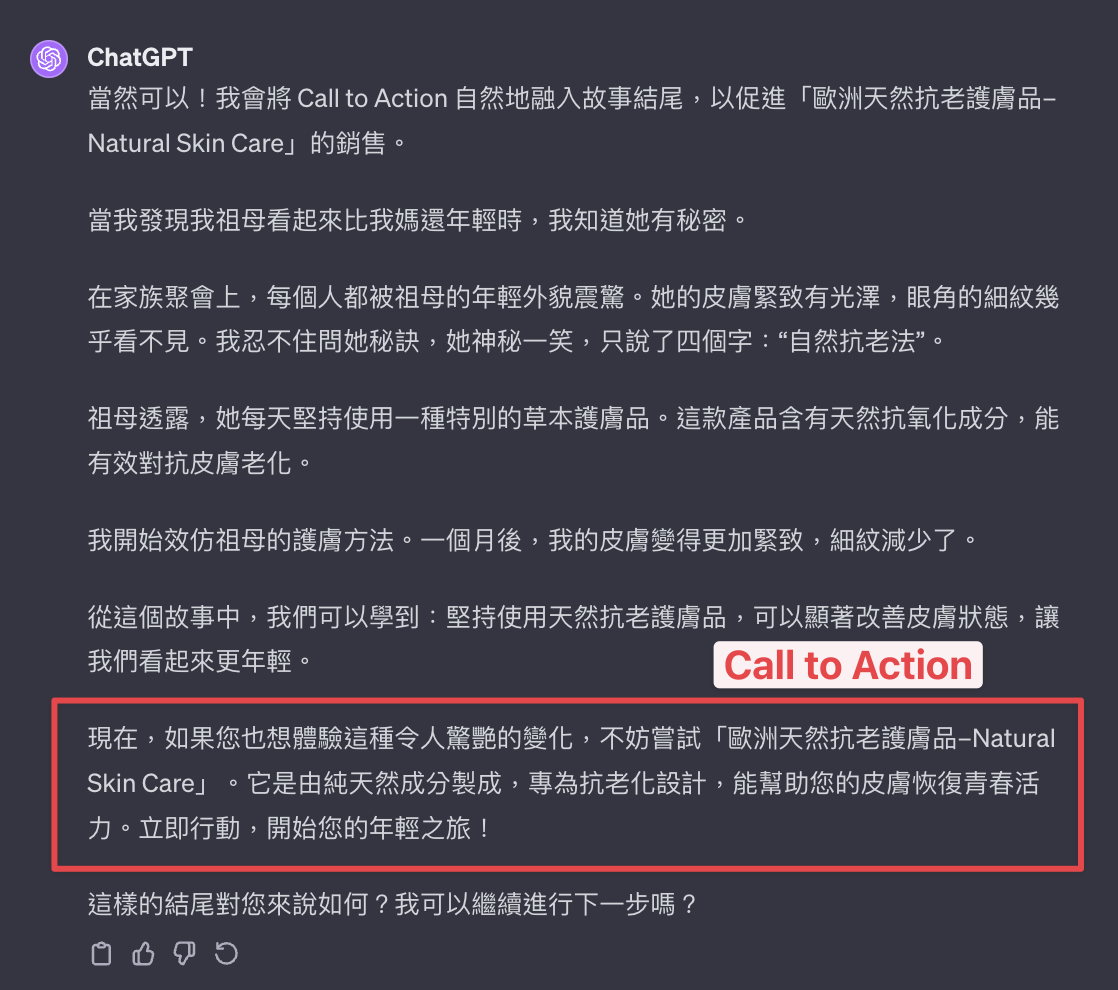 ChatGPT
當然可以！我會將 Call to Action 自然地融入故事結尾，以促進「歐洲天然抗老護膚品–
Natural Skin Care」的銷售。
當我發現我祖母看起來比我媽還年輕時，我知道她有秘密。
在家族聚會上，每個人都被祖母的年輕外貌震驚。她的皮膚緊致有光澤，眼角的細紋幾
乎看不見。我忍不住問她秘訣，她神秘一笑，只說了四個字：“自然抗老法”。
祖母透露，她每天堅持使用一種特別的草本護膚品。這款產品含有天然抗氧化成分，能
有效對抗皮膚老化。
我開始效仿祖母的護膚方法。一個月後，我的皮膚變得更加緊致，細紋減少了。
從這個故事中，我們可以學到：堅持使用天然抗老護膚品，可以顯著改善皮膚狀態，讓
我們看起來更年輕。
Call to Action
現在，如果您也想體驗這種令人驚艷的變化，不妨嘗試「歐洲天然抗老護膚品–Natural
Skin Care」。它是由純天然成分製成，專為抗老化設計，能幫助您的皮膚恢復青春活
力。立即行動，開始您的年輕之旅！
這樣的結尾對您來說如何？我可以繼續進行下一步嗎？